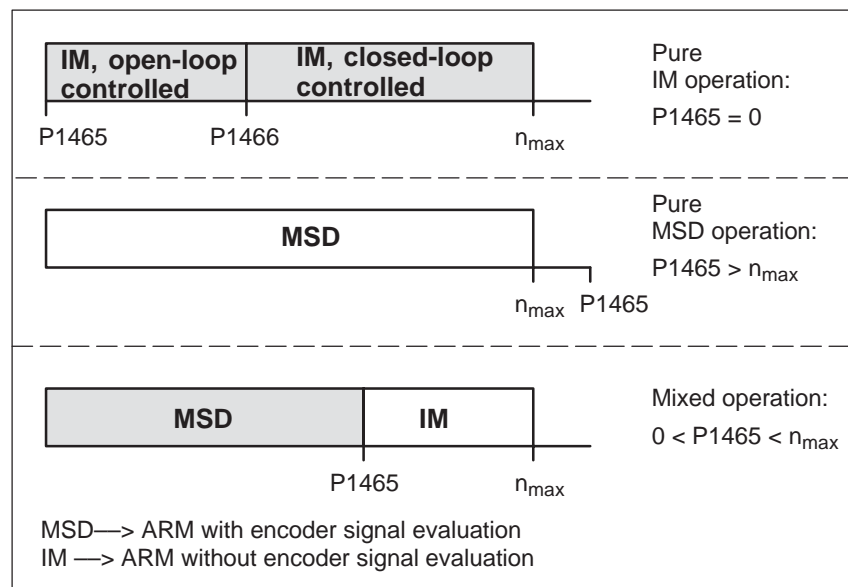 IM, open-loop
controlled
IM, closed-loop
controlled
P1465
P1466
nmax
Pure
IM operation:
P1465 = 0
MSD
nmax
P1465
Pure
MSD operation:
P1465 > nmax
MSD
IM
P1465
nmax
Mixed operation:
0 < P1465 < nmax
MSD—> ARM with encoder signal evaluation
IM —> ARM without encoder signal evaluation